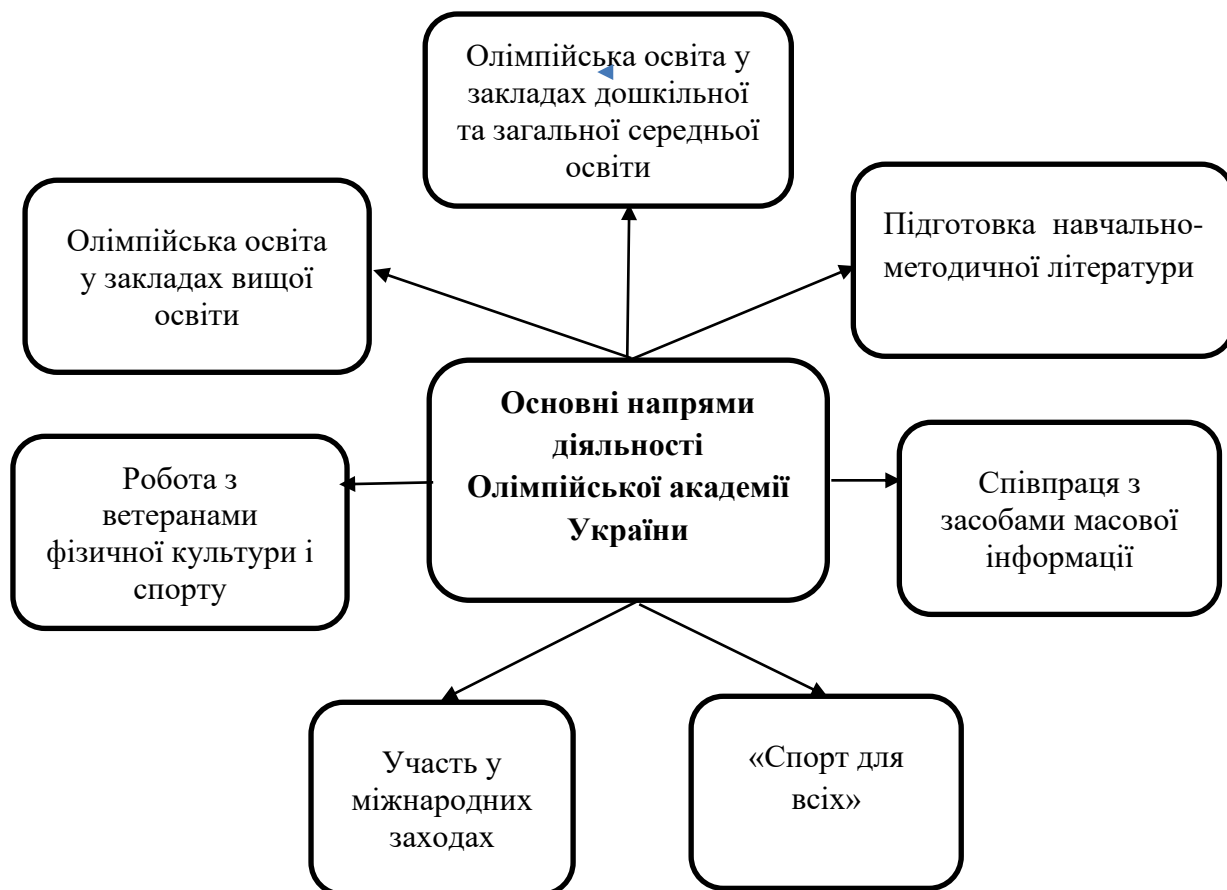 Олімпійська освіта у
закладах дошкільної
та загальної середньої
освіти
Олімпійська освіта
у закладах вищої
освіти
Підготовка навчально-
методичної літератури
Основні напрями
діяльності
Олімпійської академії
України
Робота з
ветеранами
фізичної культури і
спорту
Співпраця з
засобами масової
інформації
Участь у
міжнародних
заходах
«Спорт для
всіх»